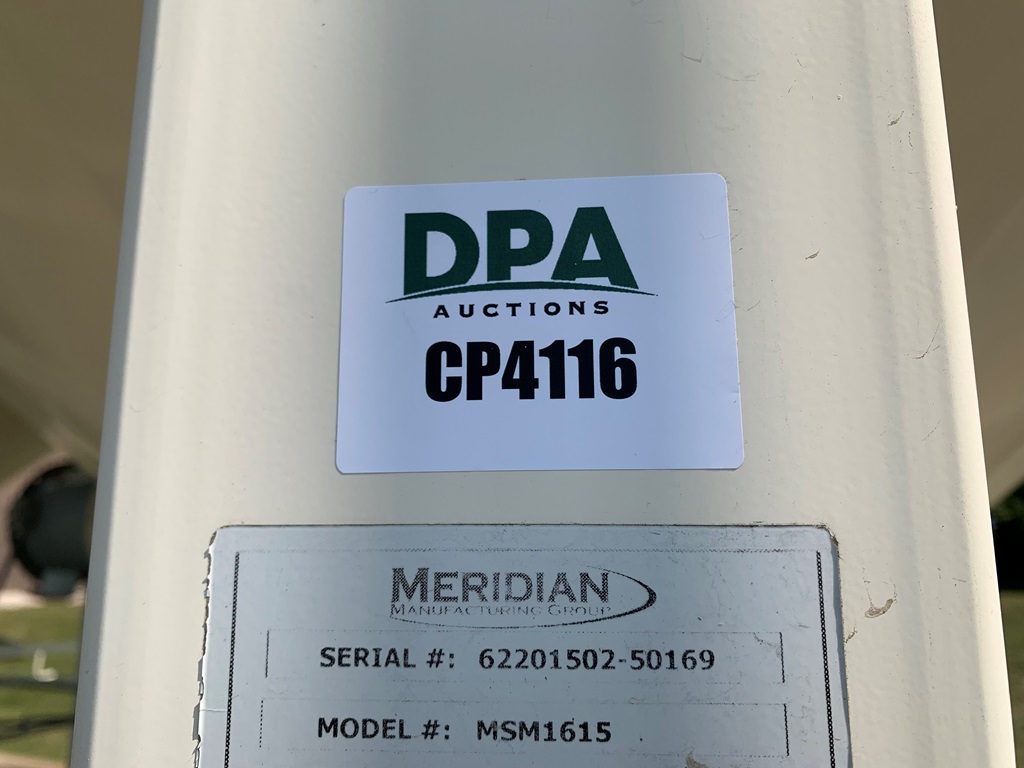 DPA
AUCTIONS
CP4116
MERIDIAN
MANUFACTURING GROUP
SERIAL #: 62201502-50169
MODEL #: MSM1615